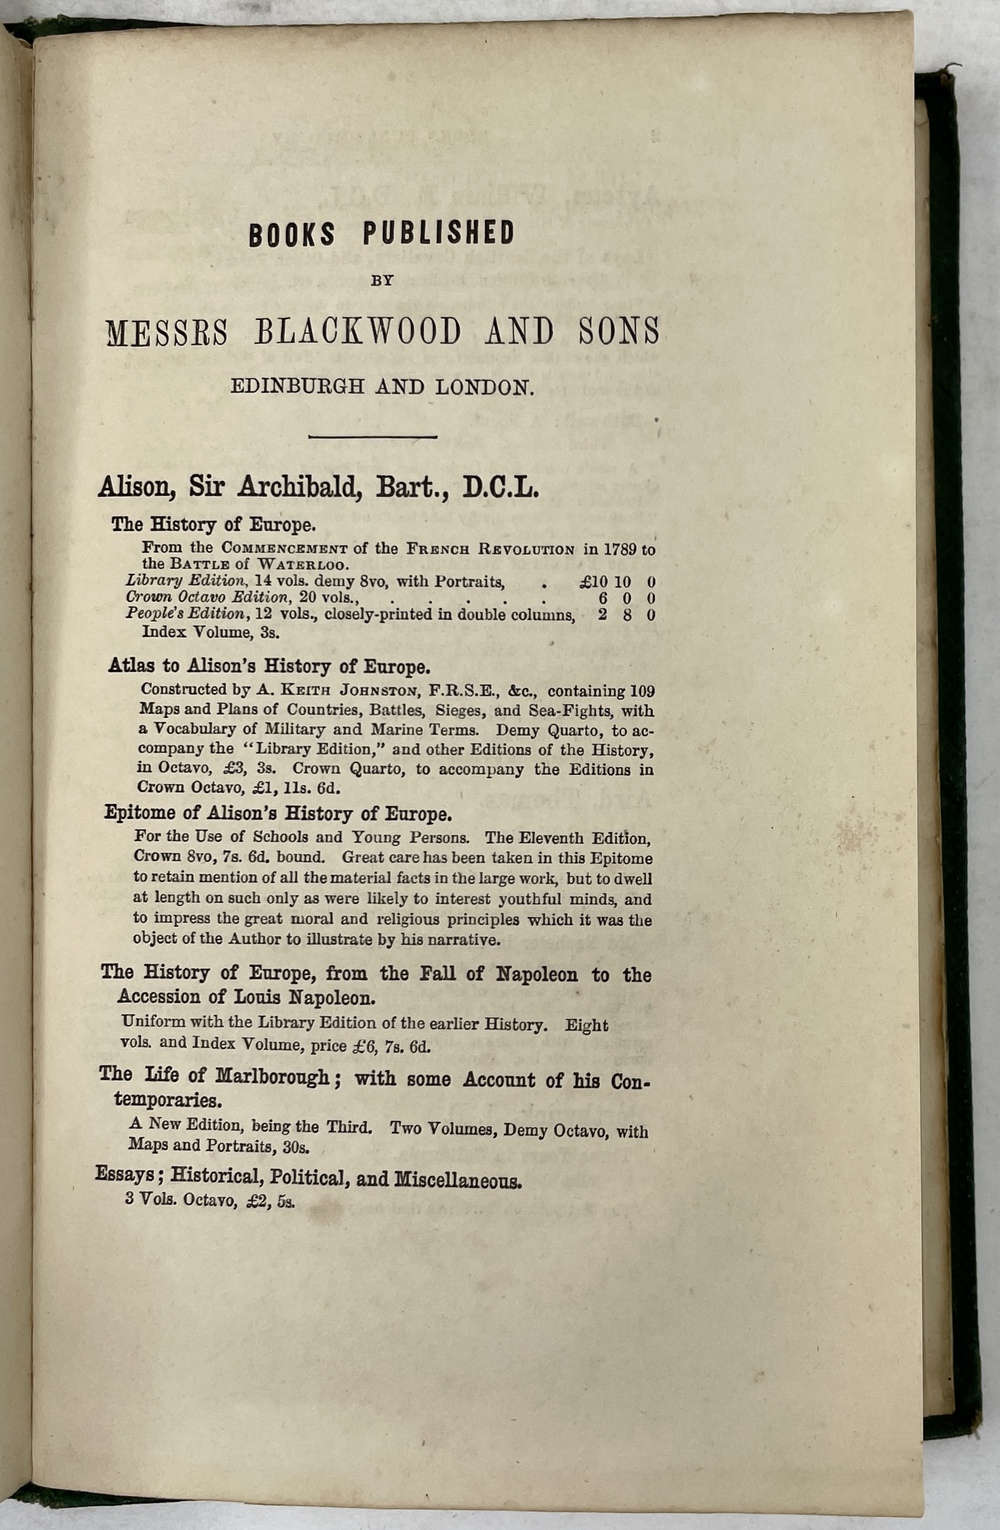 BOOKS PUBLISHED
BY
MESSRS BLACKWOOD AND SONS
EDINBURGH AND LONDON.
Alison, Sir Archibald, Bart., D.C.L.
The History of Europe.
From the COMMENCEMENT of the FRENCH REVOLUTION in 1789 to
the BATTLE of WATERLOO.
Library Edition, 14 vols. demy 8vo, with Portraits, . £10 10 0
Crown Octavo Edition, 20 vols., . . . . . 6 0 0
People's Edition, 12 vols., closely-printed in double columns, 2 8 0
Index Volume, 3s.
Atlas to Alison's History of Europe.
Constructed by A. KEITH JOHNSTON, F.R.S.E., &c., containing 109
Maps and Plans of Countries, Battles, Sieges, and Sea-Fights, with
a Vocabulary of Military and Marine Terms. Demy Quarto, to ac-
company the "Library Edition," and other Editions of the History,
in Octavo, £3, 3s. Crown Quarto, to accompany the Editions in
Crown Octavo, £1, 11s. 6d.
Epitome of Alison's History of Europe.
For the Use of Schools and Young Persons. The Eleventh Edition,
Crown 8vo, 7s. 6d. bound. Great care has been taken in this Epitome
to retain mention of all the material facts in the large work, but to dwell
at length on such only as were likely to interest youthful minds, and
to impress the great moral and religious principles which it was the
object of the Author to illustrate by his narrative.
The History of Europe, from the Fall of Napoleon to the
Accession of Louis Napoleon.
Uniform with the Library Edition of the earlier History. Eight
vols. and Index Volume, price £6, 7s. 6d.
The Life of Marlborough; with some Account of his Con-
temporaries.
A New Edition, being the Third. Two Volumes, Demy Octavo, with
Maps and Portraits, 30s.
Essays; Historical, Political, and Miscellaneous.
3 Vols. Octavo, £2, 5s.